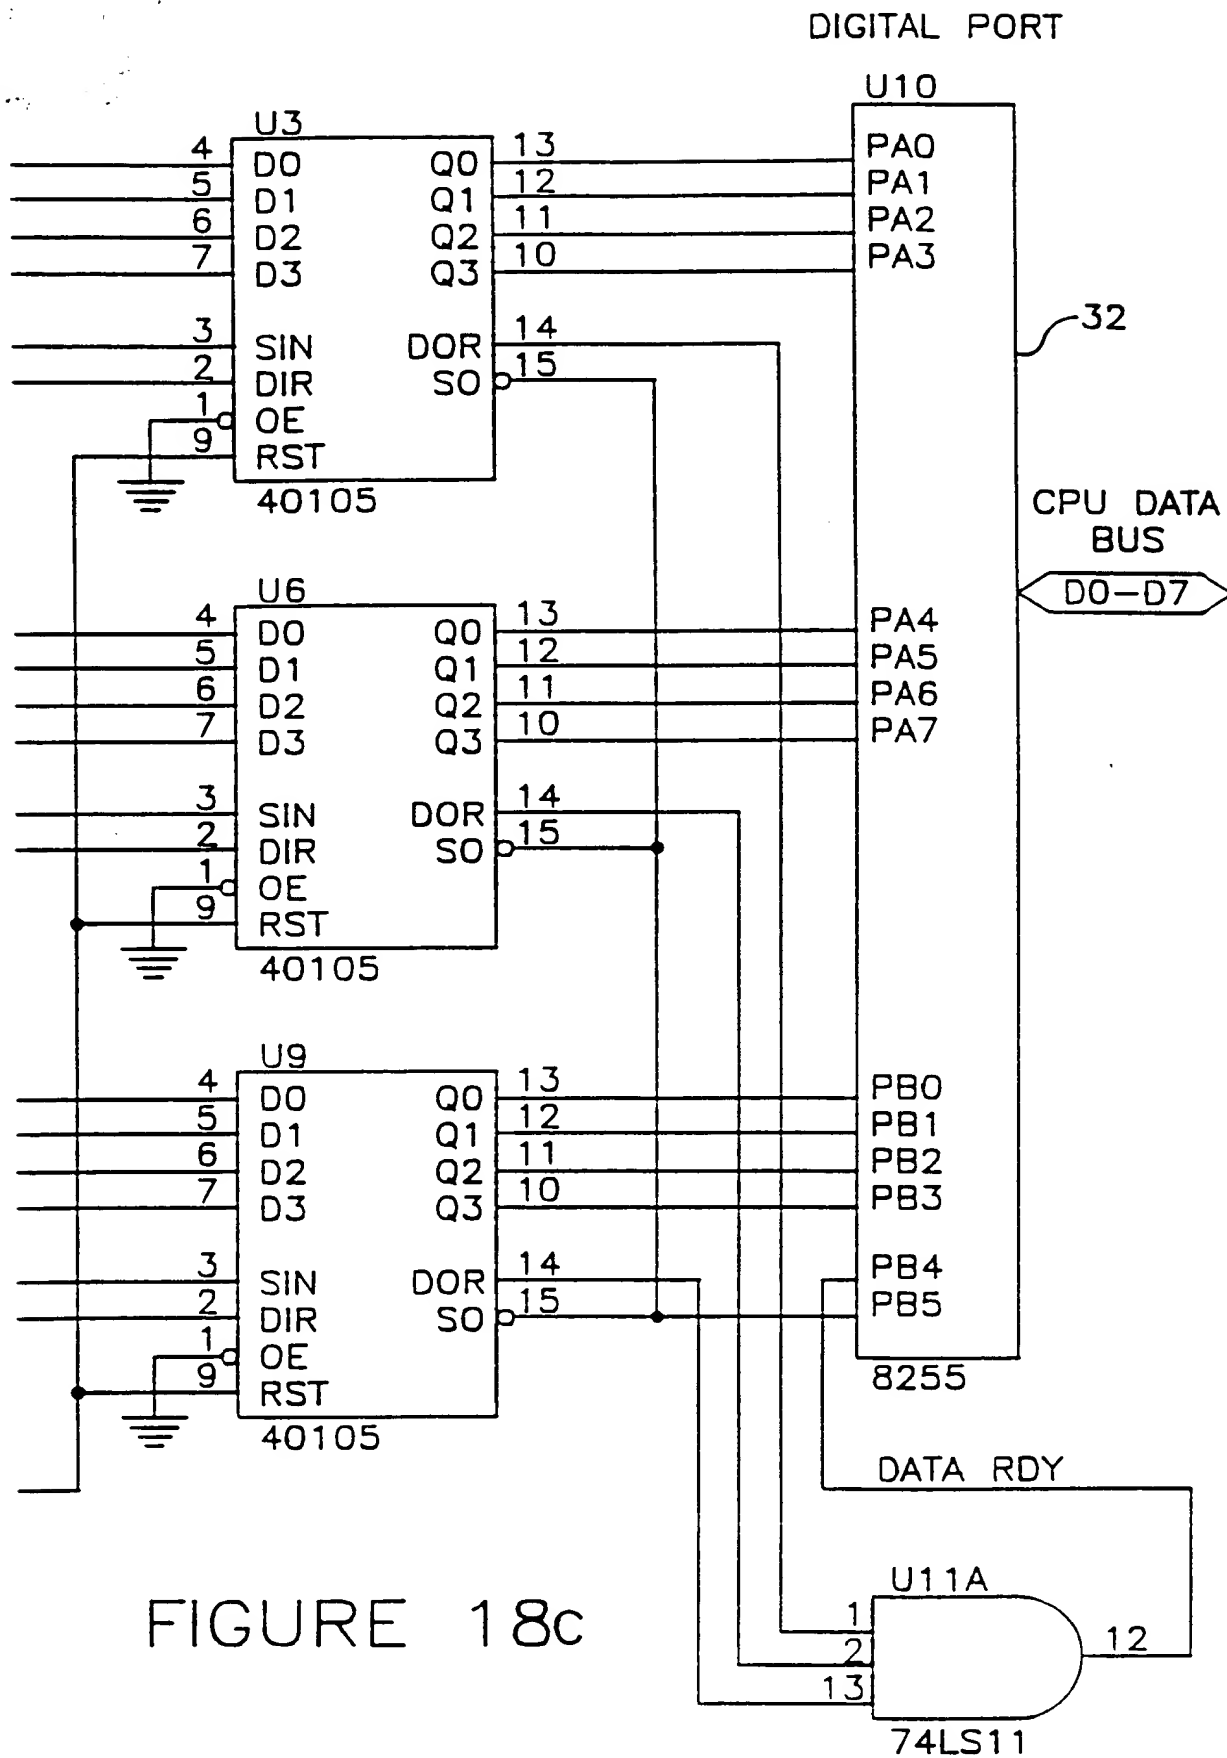 DIGITAL PORT
U10
U3
4 D0 Q0 13 PA0
5 D1 Q1 12 PA1
6 D2 Q2 11 PA2
7 D3 Q3 10 PA3
3 SIN DOR 14
32
2 DIR SO 15
1 OE
9 RST
40105
CPU DATA
BUS
D0-D7
U6
4 D0 Q0 13 PA4
5 D1 Q1 12 PA5
6 D2 Q2 11 PA6
7 D3 Q3 10 PA7
3 SIN DOR 14
2 DIR SO 15
1 OE
9 RST
40105
U9
4 D0 Q0 13 PB0
5 D1 Q1 12 PB1
6 D2 Q2 11 PB2
7 D3 Q3 10 PB3
3 SIN DOR 14 PB4
2 DIR SO 15 PB5
1 OE
9 RST
8255
40105
DATA RDY
U11A
1
2
13
12
74LS11
FIGURE 18c